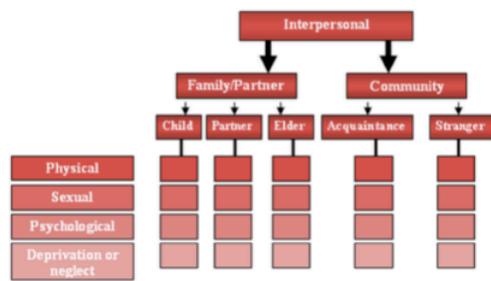 Interpersonal
Family/Partner
Community
Child
Partner
Elder
Acquaintance
Stranger
Physical
Sexual
Psychological
Deprivation or
neglect